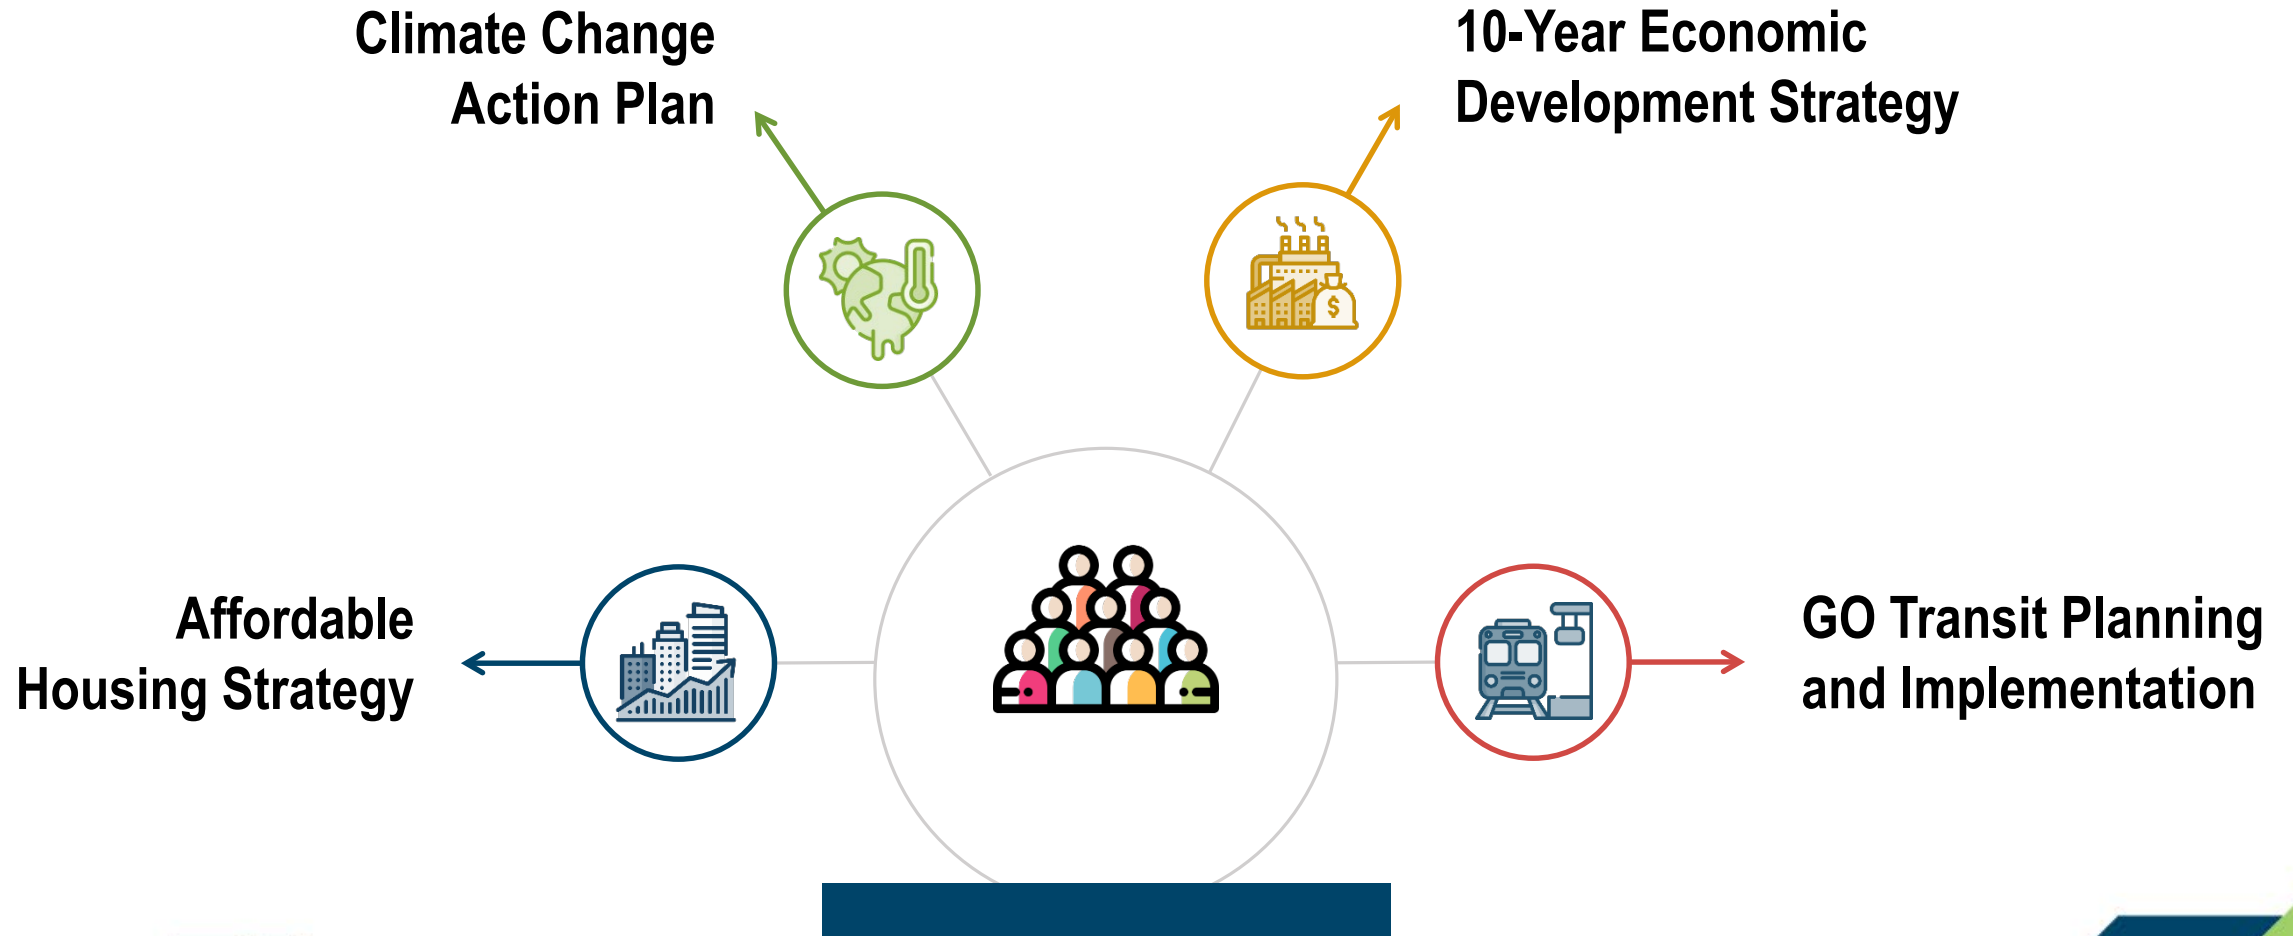 Climate Change
Action Plan
10-Year Economic
Development Strategy
Affordable
Housing Strategy
GO Transit Planning
and Implementation
$